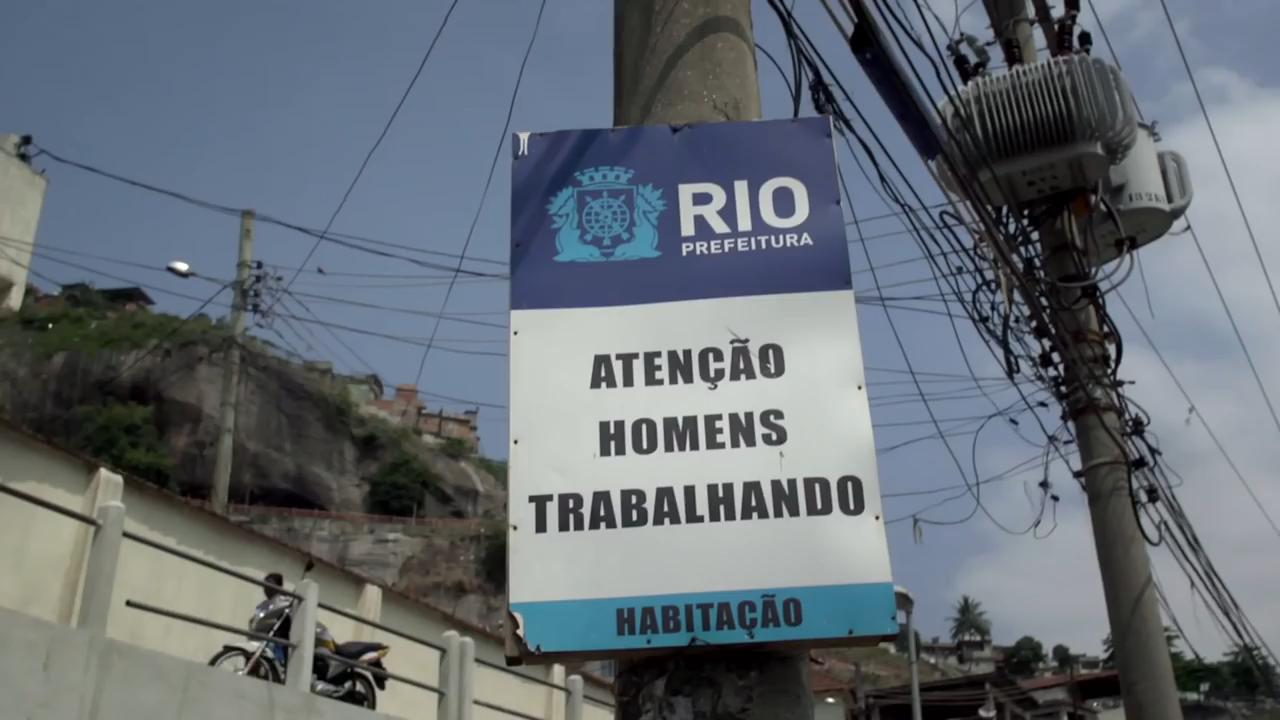 RIO
PREFEITURA
ATENÇÃO
HOMENS
TRABALHANDO
HABITAÇÃO